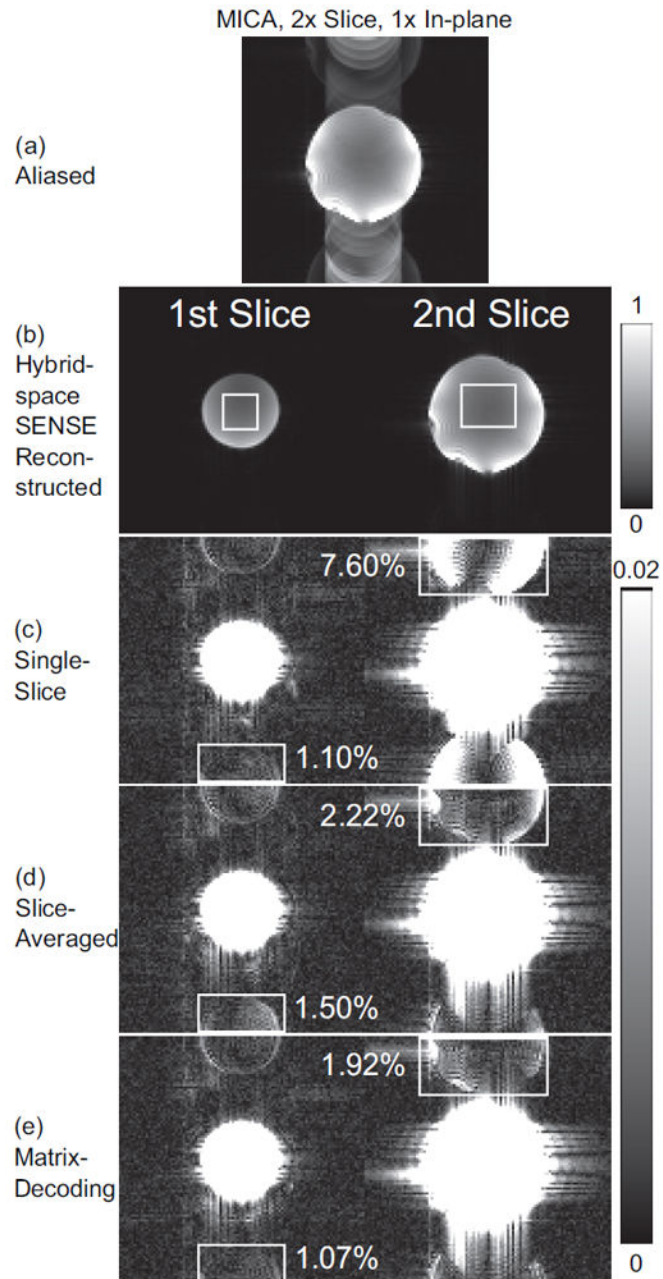 MICA, 2x Slice, 1x In-plane
(a)
Aliased
1st Slice
2nd Slice
1
(b)
Hybrid-
space
SENSE
Recon-
structed
0
0.02
7.60%
(c)
Single-
Slice
1.10%
2.22%
(d)
Slice-
Averaged
1.50%
1.92%
(e)
Matrix-
Decoding
1.07%
0